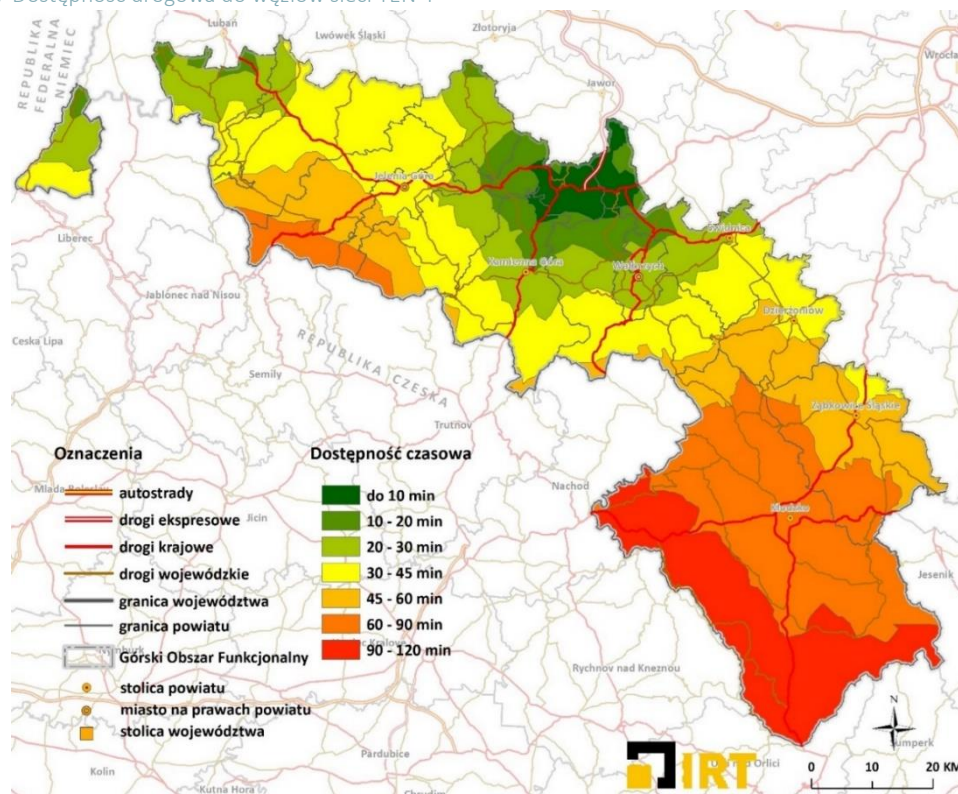 Dostępność drogowa do węzłów sieci TEN-T
REPUBLIKA
FEDERALNA
NIEMIEC
Lubań
Lwówek Śląski
Złotoryja
Jawor
Wrocław
Jelenia Góra
Świdnica
Kamienna Góra
Wałbrzych
Dzierżoniów
Ząbkowice Śląskie
Kłodzko
Liberec
Jablonec nad Nisou
Ceska Lipa
Semily
REPUBLIKA CZESKA
Trutnov
Nachod
Jicin
Jesenik
Rychnov nad Kneznou
Pardubice
Kolin
Kutna Hora
Chrudim
Sumperk
Oznaczenia
autostrady
drogi ekspresowe
drogi krajowe
drogi wojewódzkie
granica województwa
granica powiatu
Górski Obszar Funkcjonalny
stolica powiatu
miasto na prawach powiatu
stolica województwa
Dostępność czasowa
do 10 min
10 - 20 min
20 - 30 min
30 - 45 min
45 - 60 min
60 - 90 min
90 - 120 min
IRT
N
0 10 20 KM